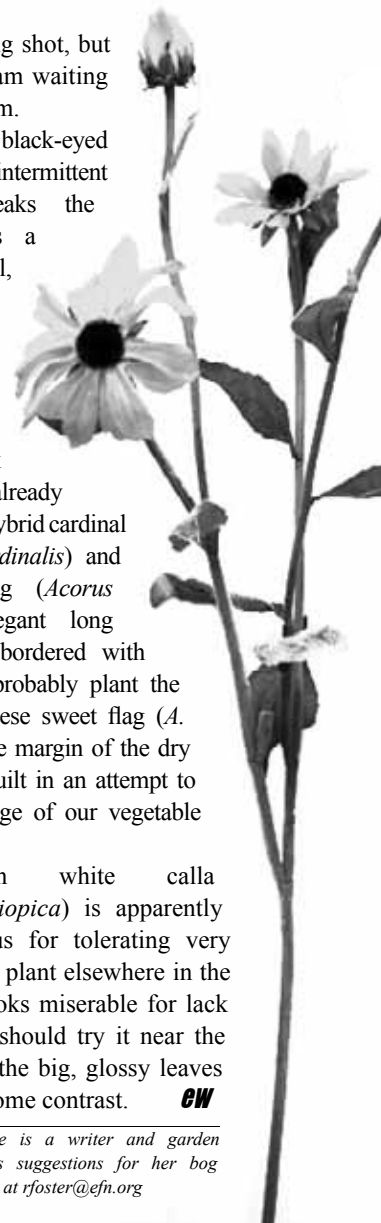 g shot, but
am waiting
m.
black-eyed
intermittent
eaks the
s a
l,
already
ybrid cardinal
dinalis) and
g (Acorus
egant long
bordered with
probably plant the
ese sweet flag (A.
e margin of the dry
uilt in an attempt to
ge of our vegetable
n white calla
iopica) is apparently
us for tolerating very
plant elsewhere in the
oks miserable for lack
should try it near the
the big, glossy leaves
ome contrast. ew
e is a writer and garden
s suggestions for her bog
at rfoster@efn.org